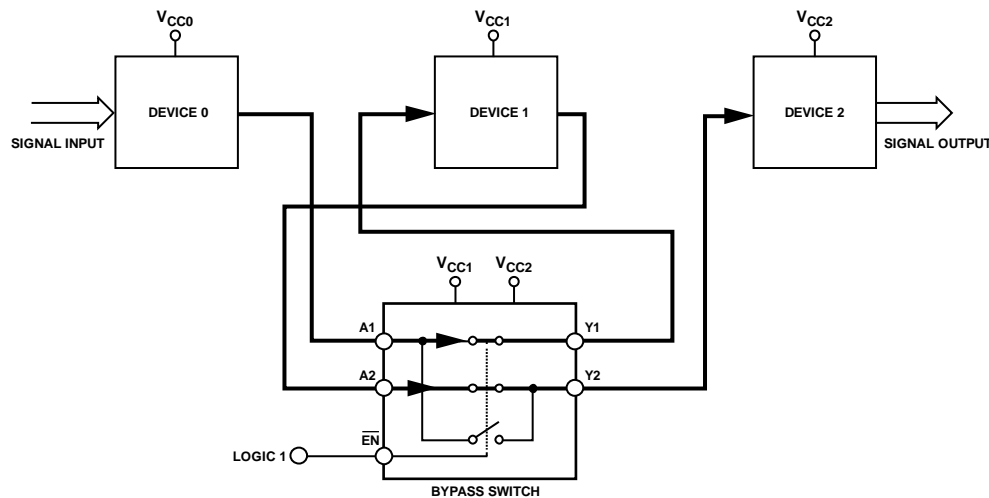 VCC0
VCC1
VCC2
DEVICE 0
DEVICE 1
DEVICE 2
SIGNAL INPUT
SIGNAL OUTPUT
VCC1
VCC2
A1
Y1
A2
Y2
EN
LOGIC 1
BYPASS SWITCH